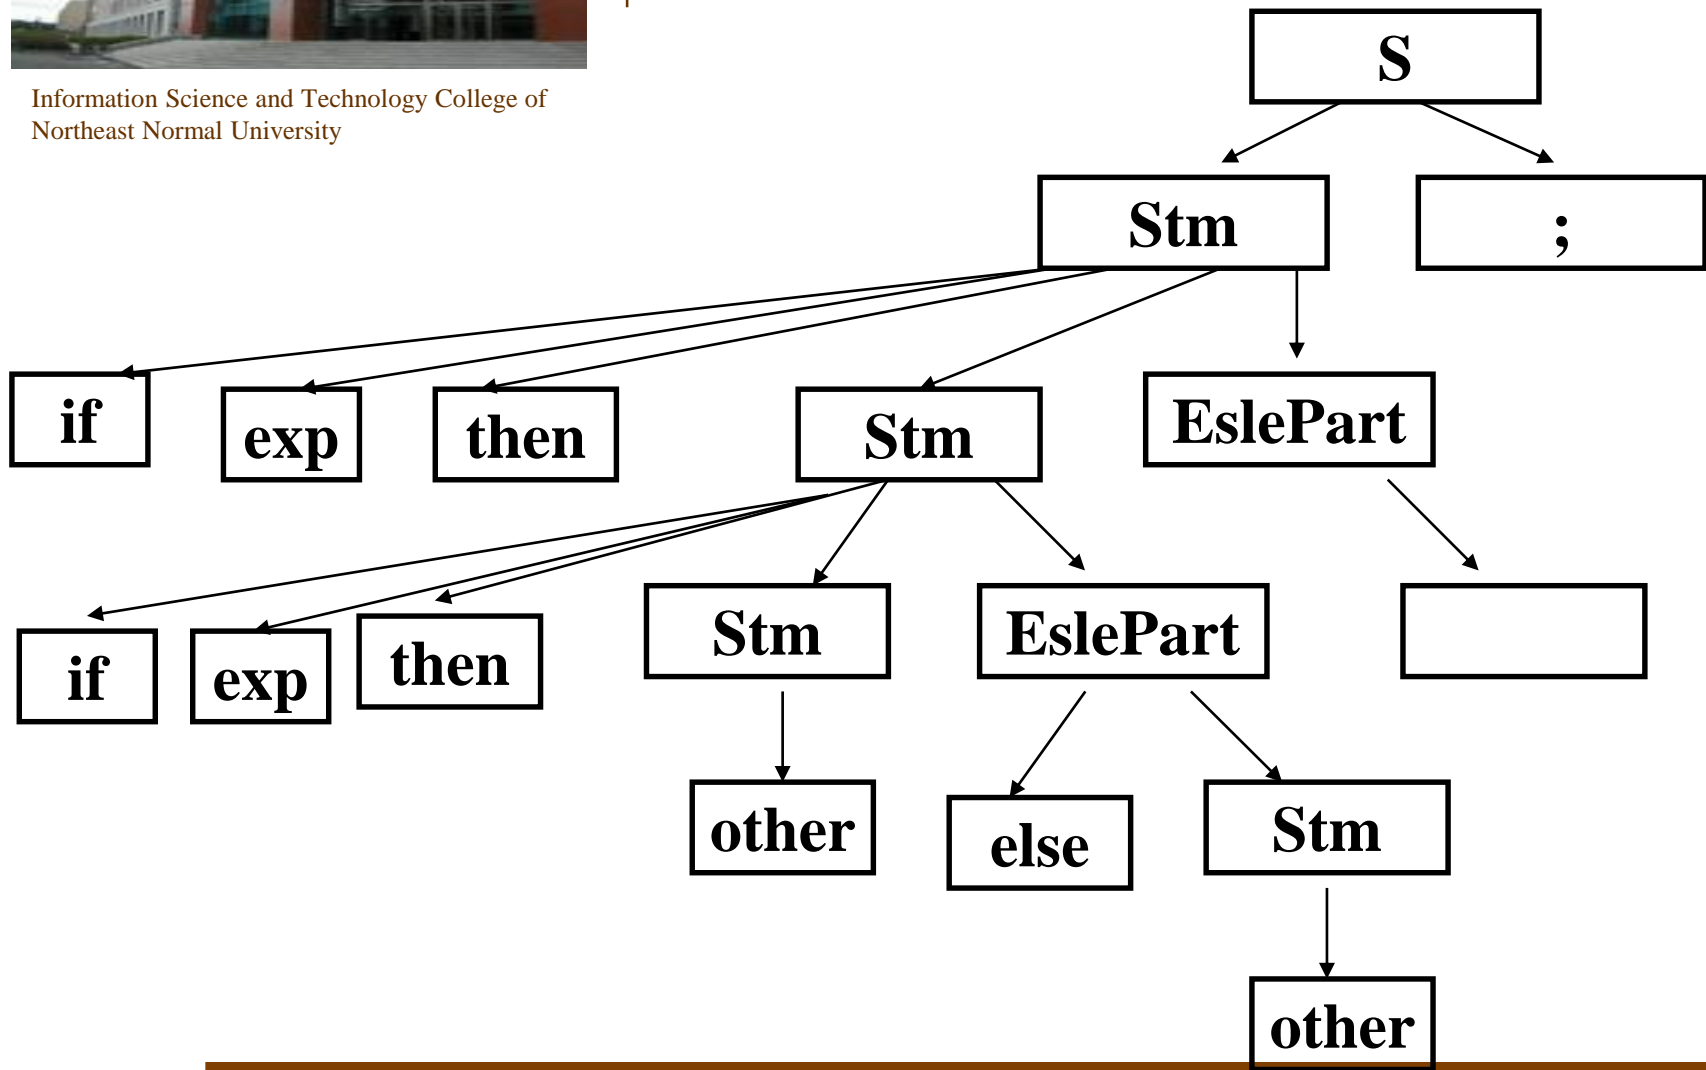 Information Science and Technology College of
Northeast Normal University
S
Stm
;
if
exp
then
Stm
EslePart
if
exp
then
Stm
EslePart
other
else
Stm
other